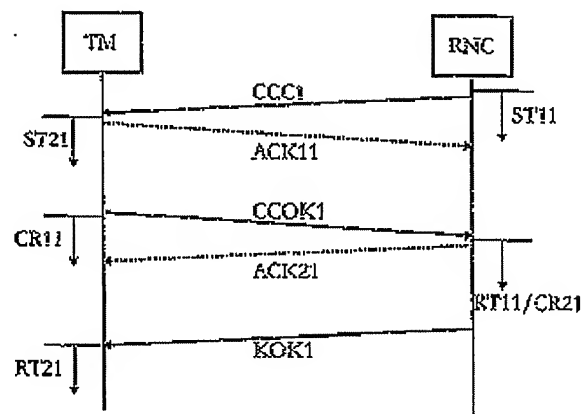 TM
RNC
CCC1
ST11
ST21
ACK11
CCOK1
CR11
ACK21
RT11/CR21
KOK1
RT21